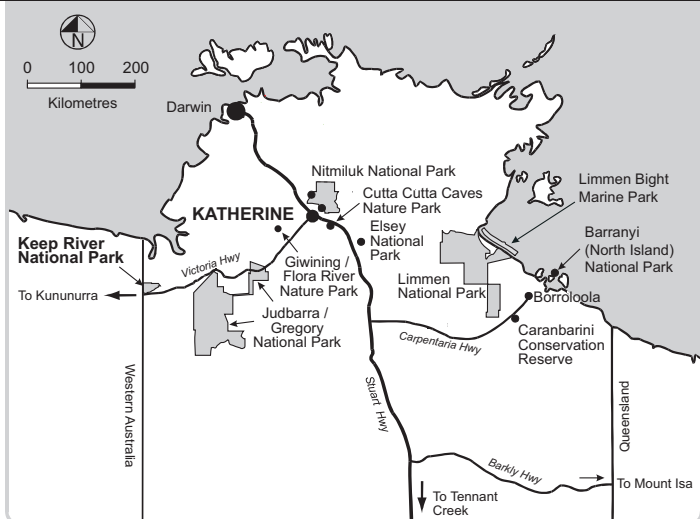 N
0 100 200
Kilometres
Darwin
Nitmiluk National Park
Cutta Cutta Caves
Nature Park
KATHERINE
Elsey
National
Park
Limmen Bight
Marine Park
Barranyi
(North Island)
National Park
Keep River
National Park
Victoria Hwy
Giwining /
Flora River
Nature Park
Limmen
National Park
To Kununurra
Borroloola
Judbarra /
Gregory
National Park
Carpentaria Hwy
Caranbarini
Conservation
Reserve
Western Australia
Stuart Hwy
Queensland
Barkly Hwy
To Mount Isa
To Tennant
Creek